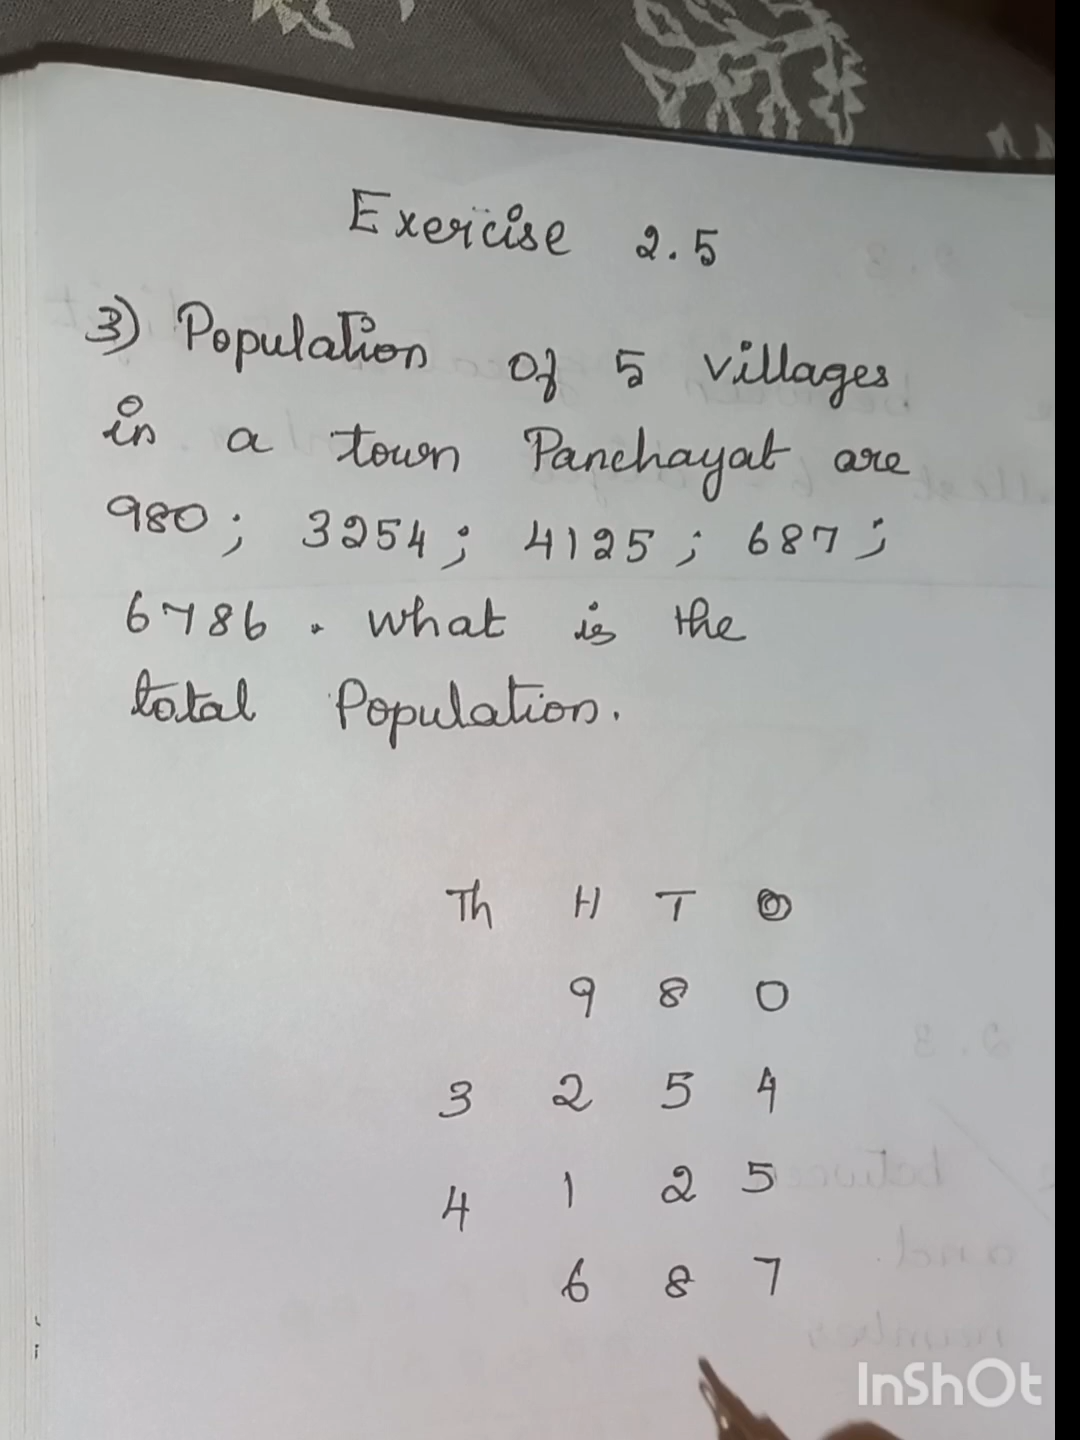 Exercise 2.5
3) Population of 5 villages
in a town Panchayat are
980; 3254; 4125; 687;
6786. what is the
total Population.
Th H T O
9 8 0
3 2 5 4
4 1 2 5
6 8 7
InShOt